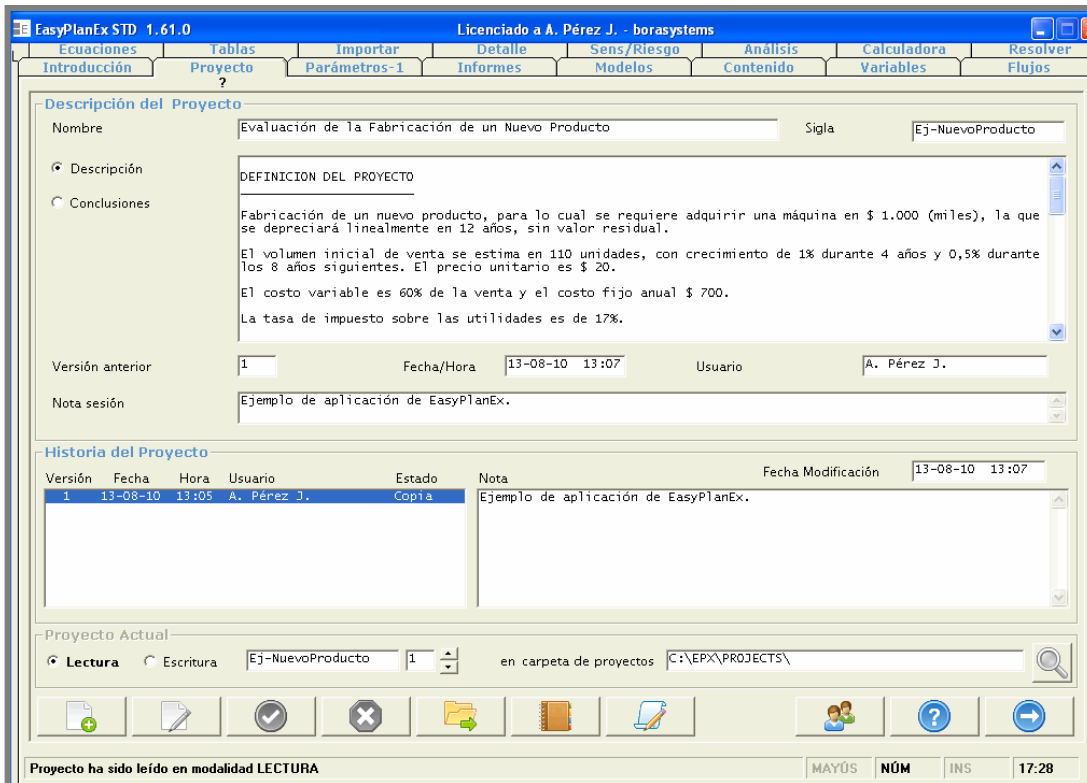 EasyPlanEx STD 1.61.0 Licenciado a A. Pérez J. - borasystems
Ecuaciones Tablas Importar Detalle Sens/Riesgo Análisis Calculadora Resolver
Introducción Proyecto Parámetros-1 Informes Modelos Contenido Variables Flujos
?
Descripción del Proyecto
Nombre Evaluación de la Fabricación de un Nuevo Producto Sigla Ej-NuevoProducto
Descripción
Conclusiones
DEFINICION DEL PROYECTO
Fabricación de un nuevo producto, para lo cual se requiere adquirir una máquina en $ 1.000 (miles), la que
se depreciará linealmente en 12 años, sin valor residual.
El volumen inicial de venta se estima en 110 unidades, con crecimiento de 1% durante 4 años y 0,5% durante
los 8 años siguientes. El precio unitario es $ 20.
El costo variable es 60% de la venta y el costo fijo anual $ 700.
La tasa de impuesto sobre las utilidades es de 17%.
Versión anterior 1 Fecha/Hora 13-08-10 13:07 Usuario A. Pérez J.
Nota sesión Ejemplo de aplicación de EasyPlanEx.
Historia del Proyecto
Fecha Modificación 13-08-10 13:07
Versión Fecha Hora Usuario Estado Nota
1 13-08-10 13:05 A. Pérez J. Copia Ejemplo de aplicación de EasyPlanEx.
Proyecto Actual
Lectura Escritura Ej-NuevoProducto 1 en carpeta de proyectos C:\EPX\PROJECTS\
?
Proyecto ha sido leído en modalidad LECTURA MAYÚS NÚM INS 17:28